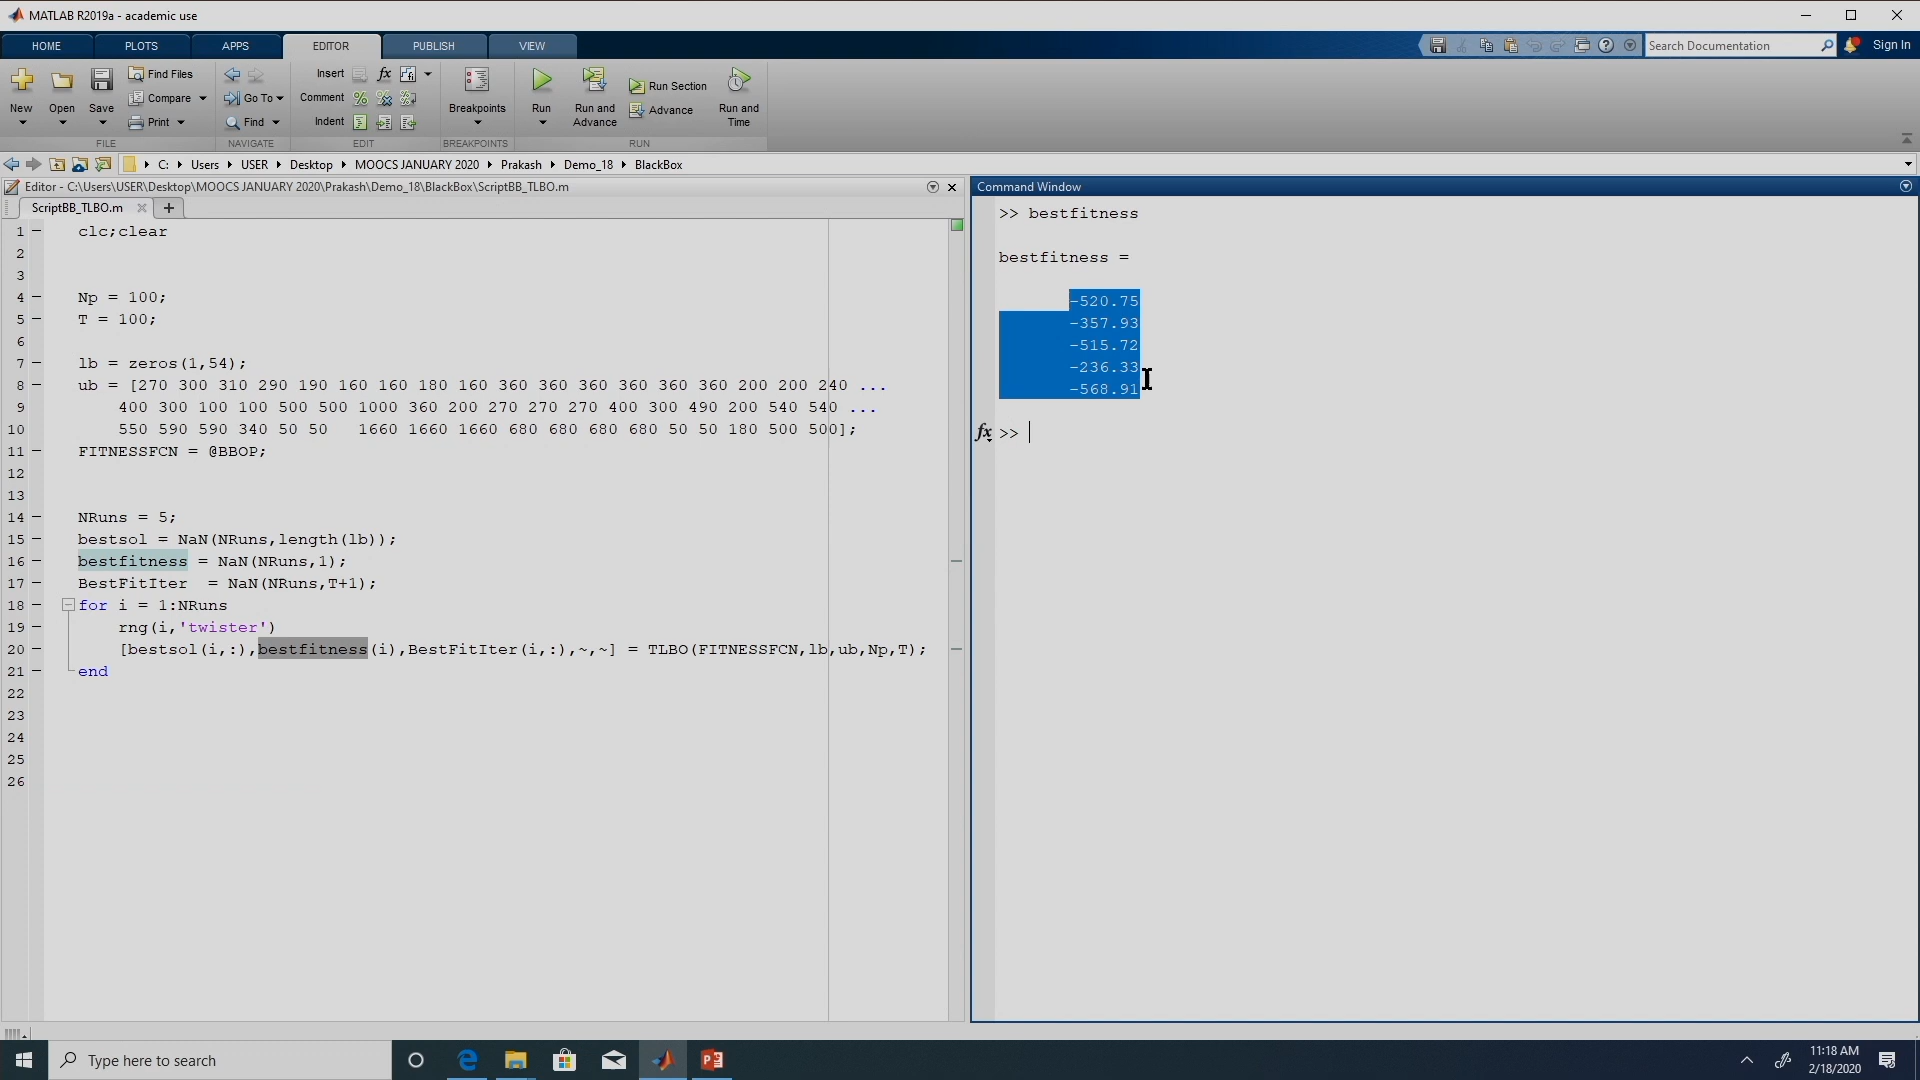 MATLAB R2019a - academic use
HOME PLOTS APPS EDITOR PUBLISH VIEW
Search Documentation
Sign In
New Open Save
Find Files
Compare
Print
FILE
Go To
Find
NAVIGATE
Insert fx
Comment
Indent
EDIT
Breakpoints
BREAKPOINTS
Run
Run and Advance
Run Section
Advance
Run and Time
RUN
C: Users USER Desktop MOOCS JANUARY 2020 Prakash Demo_18 BlackBox
Editor - C:\Users\USER\Desktop\MOOCS JANUARY 2020\Prakash\Demo_18\BlackBox\ScriptBB_TLBO.m
ScriptBB_TLBO.m
1 clc;clear
2
3
4 Np = 100;
5 T = 100;
6
7 lb = zeros(1,54);
8 ub = [270 300 310 290 190 160 160 180 160 360 360 360 360 360 360 200 200 240 ...
9 400 300 100 100 500 500 1000 360 200 270 270 270 400 300 490 200 540 540 ...
10 550 590 590 340 50 50 1660 1660 1660 680 680 680 680 50 50 180 500 500];
11 FITNESSFCN = @BBOP;
12
13
14 NRuns = 5;
15 bestsol = NaN(NRuns,length(lb));
16 bestfitness = NaN(NRuns,1);
17 BestFitIter = NaN(NRuns,T+1);
18 for i = 1:NRuns
19 rng(i,'twister')
20 [bestsol(i,:),bestfitness(i),BestFitIter(i,:),~,~] = TLBO(FITNESSFCN,lb,ub,Np,T);
21 end
22
23
24
25
26
Command Window
>> bestfitness
bestfitness =
-520.75
-357.93
-515.72
-236.33
-568.91
fx >>
Type here to search
11:18 AM
2/18/2020